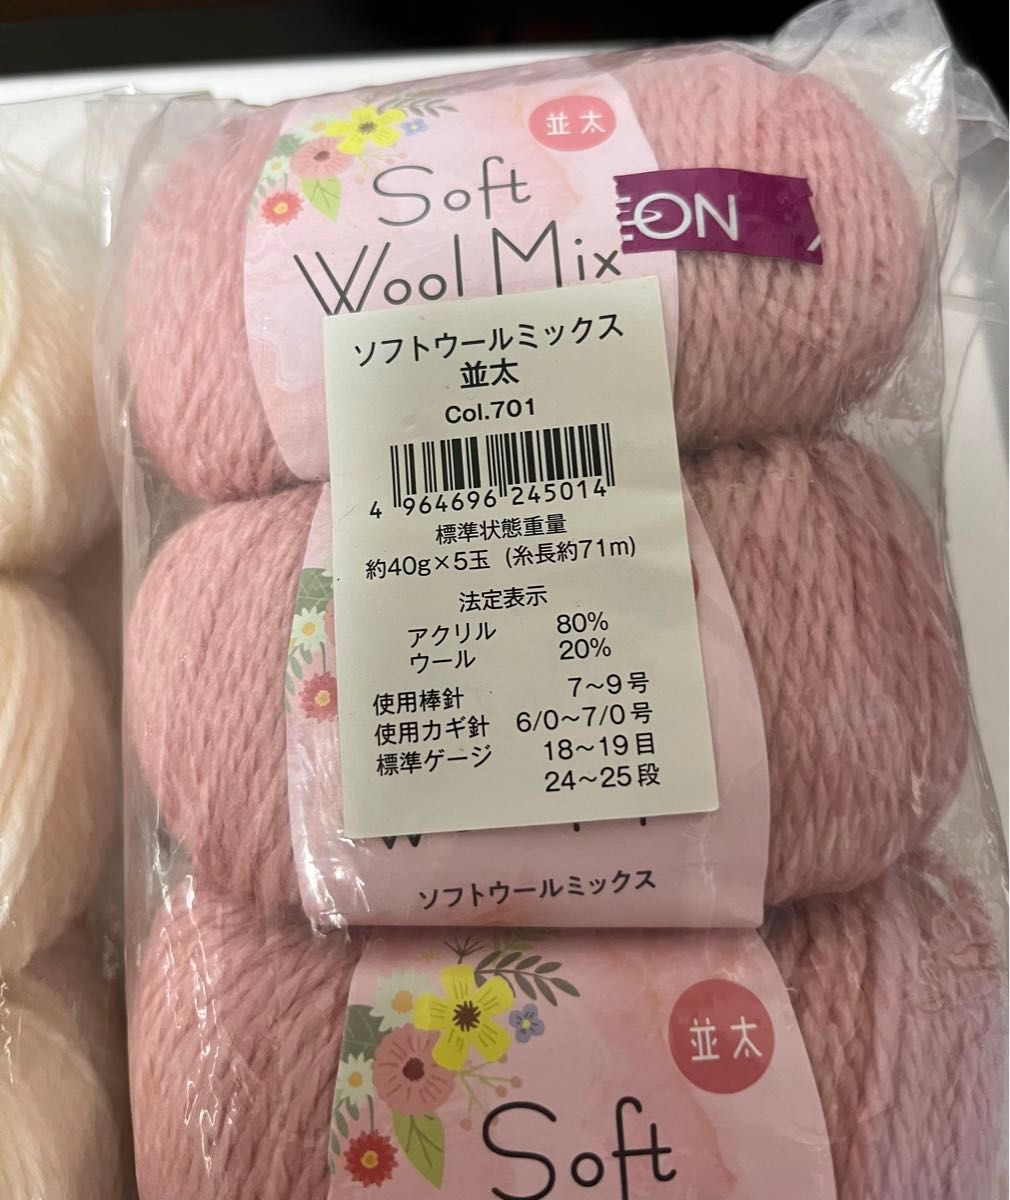 並太
Soft
Wool Mix
EON
ソフトウールミックス
並太
Col.701
4 964696 245014
標準状態重量
約40g×5玉 (糸長約71m)
法定表示
アクリル 80%
ウール 20%
使用棒針 7〜9号
使用カギ針 6/0〜7/0号
標準ゲージ 18〜19目
24〜25段
ソフトウールミックス
並太
Soft